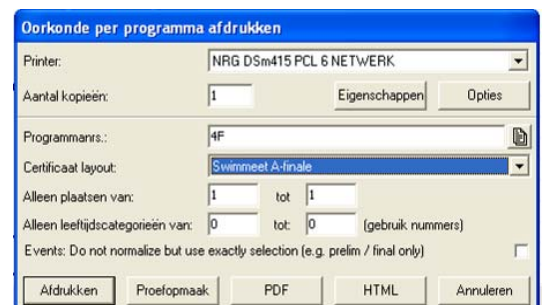 Oorkonde per programma afdrukken
Printer: NRG DSm415 PCL 6 NETWERK
Aantal kopieën: 1 Eigenschappen Opties
Programmanrs.: 4F
Certificaat layout: Swimmeet A-finale
Alleen plaatsen van: 1 tot 1
Alleen leeftijdscategorieën van: 0 tot: 0 (gebruik nummers)
Events: Do not normalize but use exactly selection (e.g. prelim / final only)
Afdrukken Proefopmaak PDF HTML Annuleren